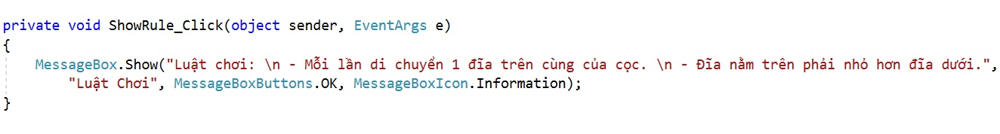 private void ShowRule_Click(object sender, EventArgs e)
{
MessageBox.Show("Luật chơi: \n - Mỗi lần di chuyển 1 đĩa trên cùng của cọc. \n - Đĩa nằm trên phải nhỏ hơn đĩa dưới.",
"Luật Chơi", MessageBoxButtons.OK, MessageBoxIcon.Information);
}